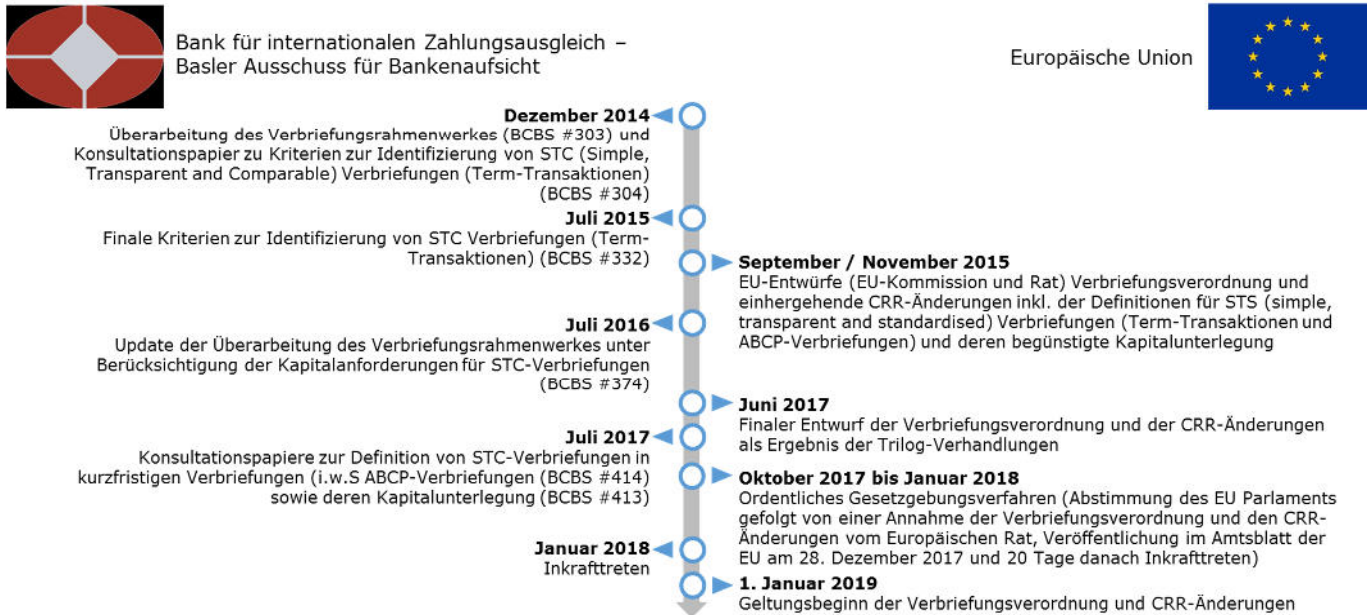 Bank für internationalen Zahlungsausgleich –
Basler Ausschuss für Bankenaufsicht
Europäische Union
Dezember 2014
Überarbeitung des Verbriefungsrahmenwerkes (BCBS #303) und
Konsultationspapier zu Kriterien zur Identifizierung von STC (Simple,
Transparent and Comparable) Verbriefungen (Term-Transaktionen)
(BCBS #304)
Juli 2015
Finale Kriterien zur Identifizierung von STC Verbriefungen (Term-
Transaktionen) (BCBS #332)
September / November 2015
EU-Entwürfe (EU-Kommission und Rat) Verbriefungsverordnung und
einhergehende CRR-Änderungen inkl. der Definitionen für STS (simple,
transparent and standardised) Verbriefungen (Term-Transaktionen und
ABCP-Verbriefungen) und deren begünstigte Kapitalunterlegung
Juli 2016
Update der Überarbeitung des Verbriefungsrahmenwerkes unter
Berücksichtigung der Kapitalanforderungen für STC-Verbriefungen
(BCBS #374)
Juni 2017
Finaler Entwurf der Verbriefungsverordnung und der CRR-Änderungen
als Ergebnis der Trilog-Verhandlungen
Juli 2017
Konsultationspapiere zur Definition von STC-Verbriefungen in
kurzfristigen Verbriefungen (i.w.S ABCP-Verbriefungen (BCBS #414)
sowie deren Kapitalunterlegung (BCBS #413)
Oktober 2017 bis Januar 2018
Ordentliches Gesetzgebungsverfahren (Abstimmung des EU Parlaments
gefolgt von einer Annahme der Verbriefungsverordnung und den CRR-
Änderungen vom Europäischen Rat, Veröffentlichung im Amtsblatt der
EU am 28. Dezember 2017 und 20 Tage danach Inkrafttreten)
Januar 2018
Inkrafttreten
1. Januar 2019
Geltungsbeginn der Verbriefungsverordnung und CRR-Änderungen